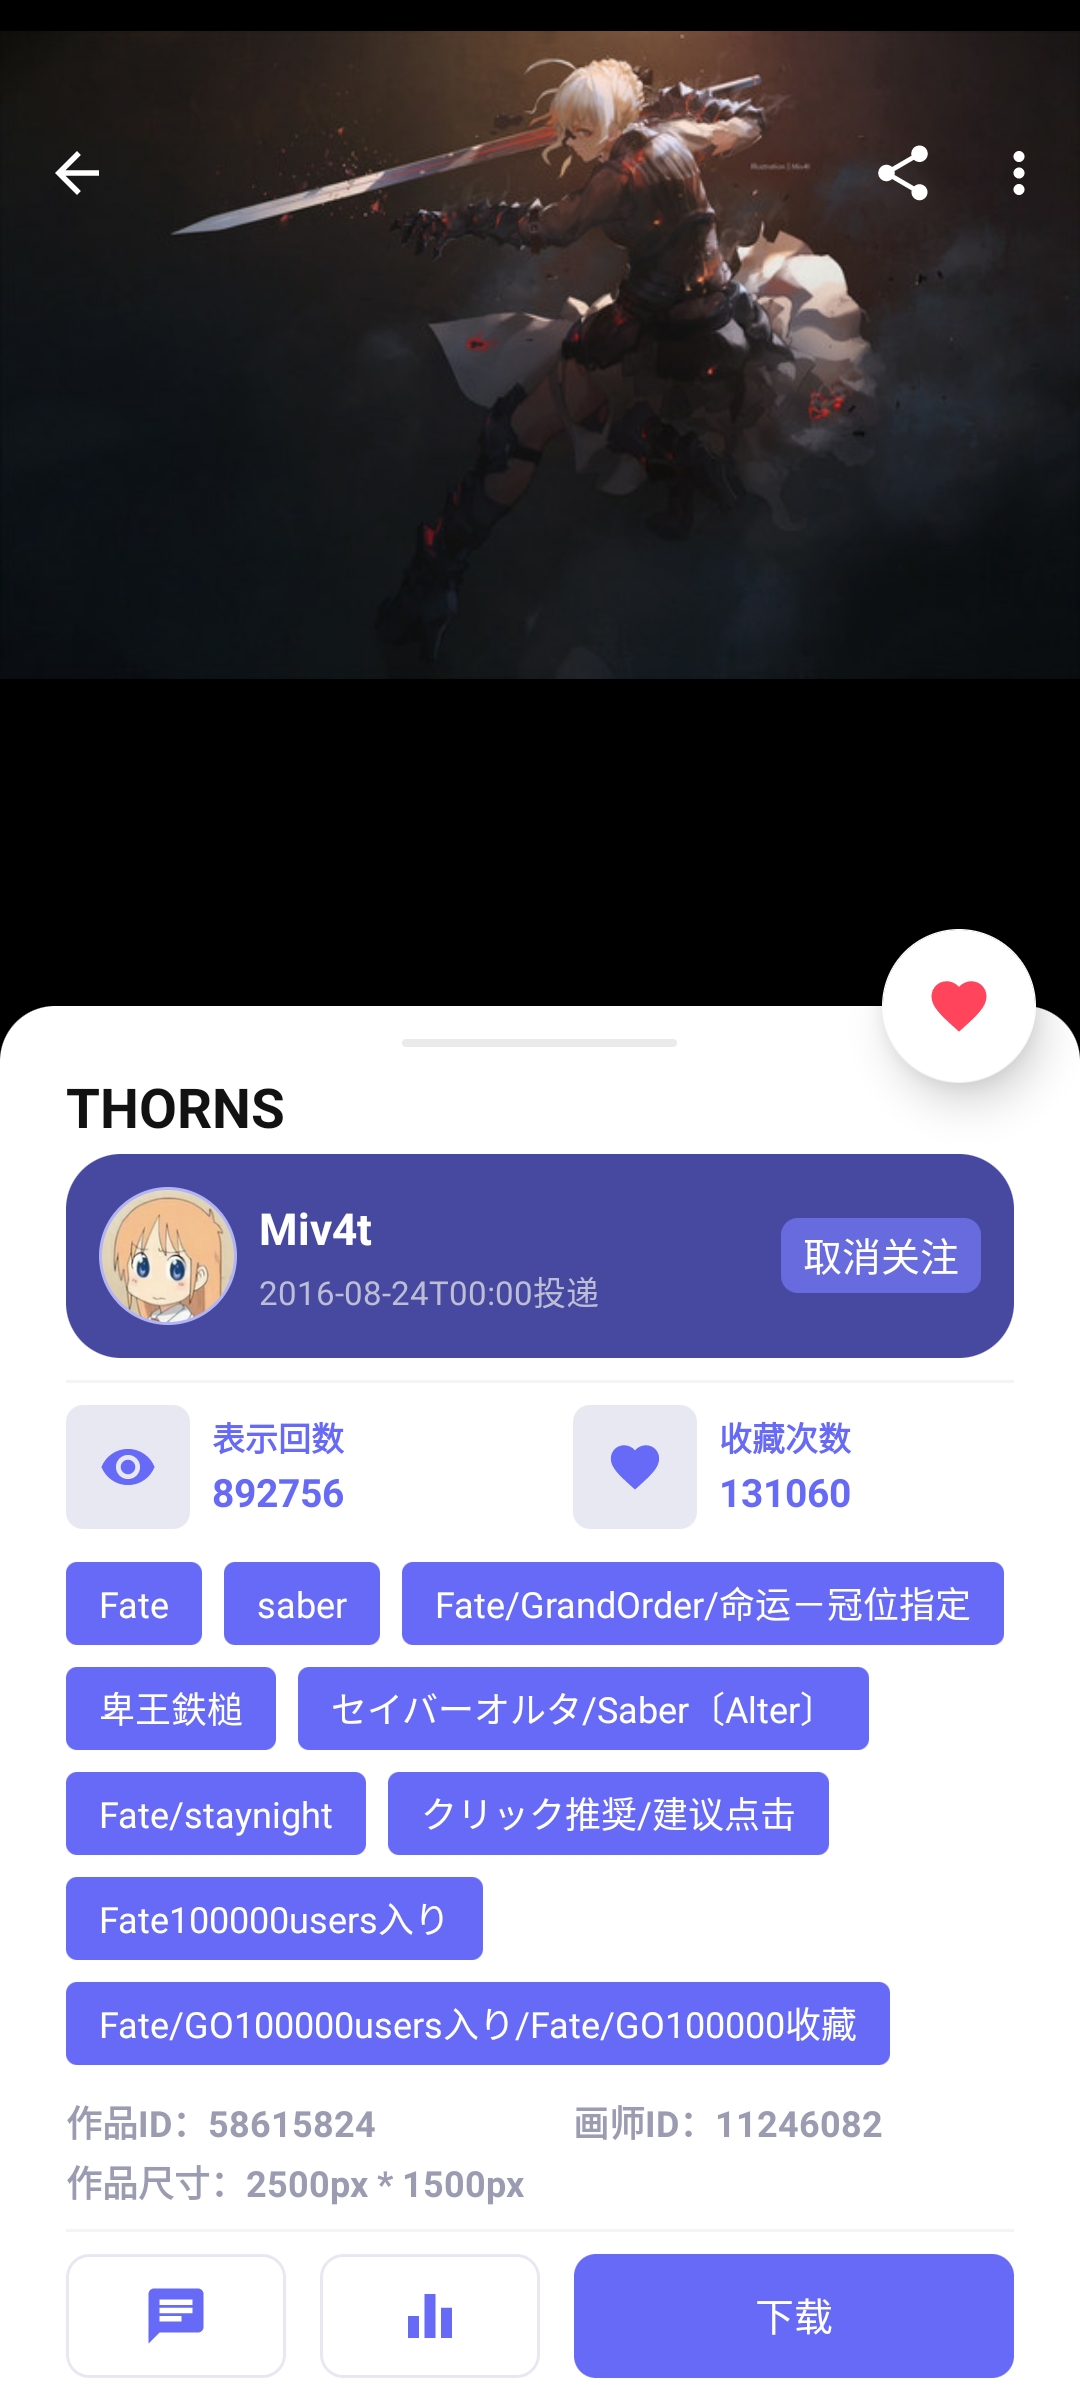 Illustration | Miv4t
THORNS
Miv4t
2016-08-24T00:00投递
取消关注
表示回数
892756
收藏次数
131060
Fate
saber
Fate/GrandOrder/命运－冠位指定
卑王鉄槌
セイバーオルタ/Saber〔Alter〕
Fate/staynight
クリック推奨/建议点击
Fate100000users入り
Fate/GO100000users入り/Fate/GO100000收藏
作品ID：58615824
画师ID：11246082
作品尺寸：2500px * 1500px
下载